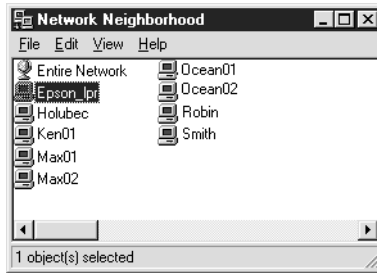 Network Neighborhood
File Edit View Help
Entire Network
Epson_lpr
Holubec
Ken01
Max01
Max02
Ocean01
Ocean02
Robin
Smith
1 object(s) selected